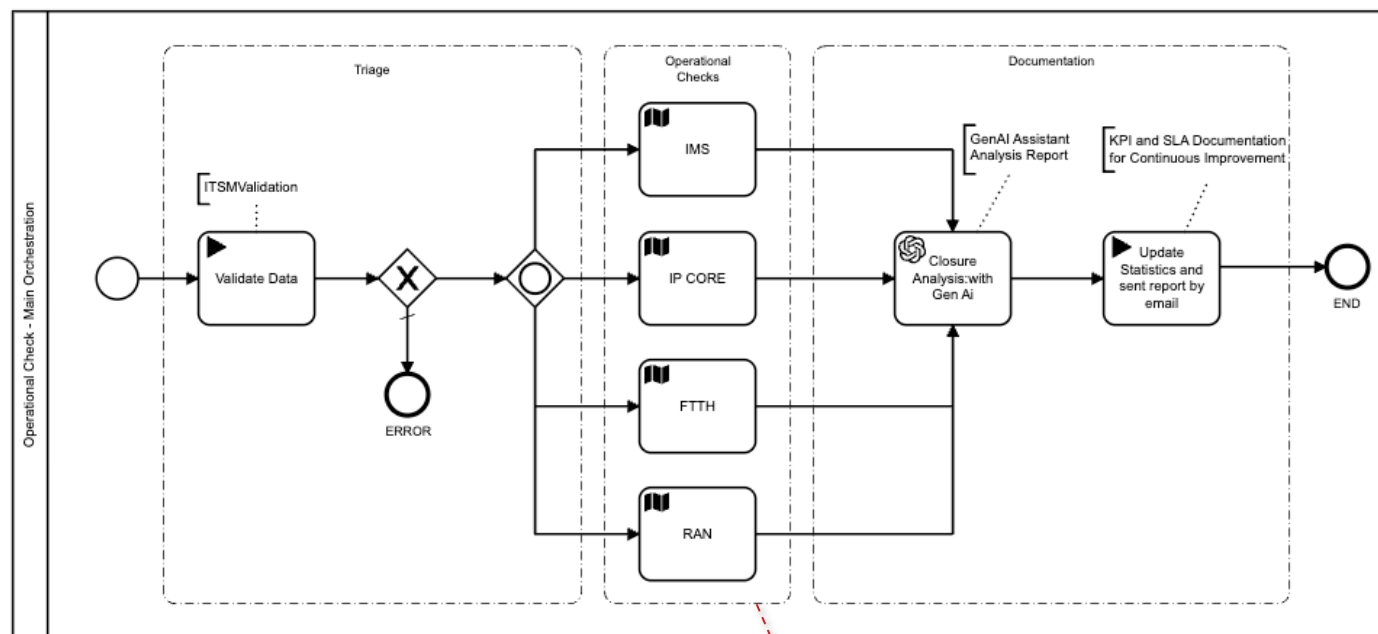 Operational Check - Main Orchestration
Triage
Operational
Checks
Documentation
ITSMValidation
Validate Data
X
ERROR
IMS
IP CORE
FTTH
RAN
GenAI Assistant
Analysis Report
Closure
Analysis:with
Gen Ai
KPI and SLA Documentation
for Continuous Improvement
Update
Statistics and
sent report by
email
END